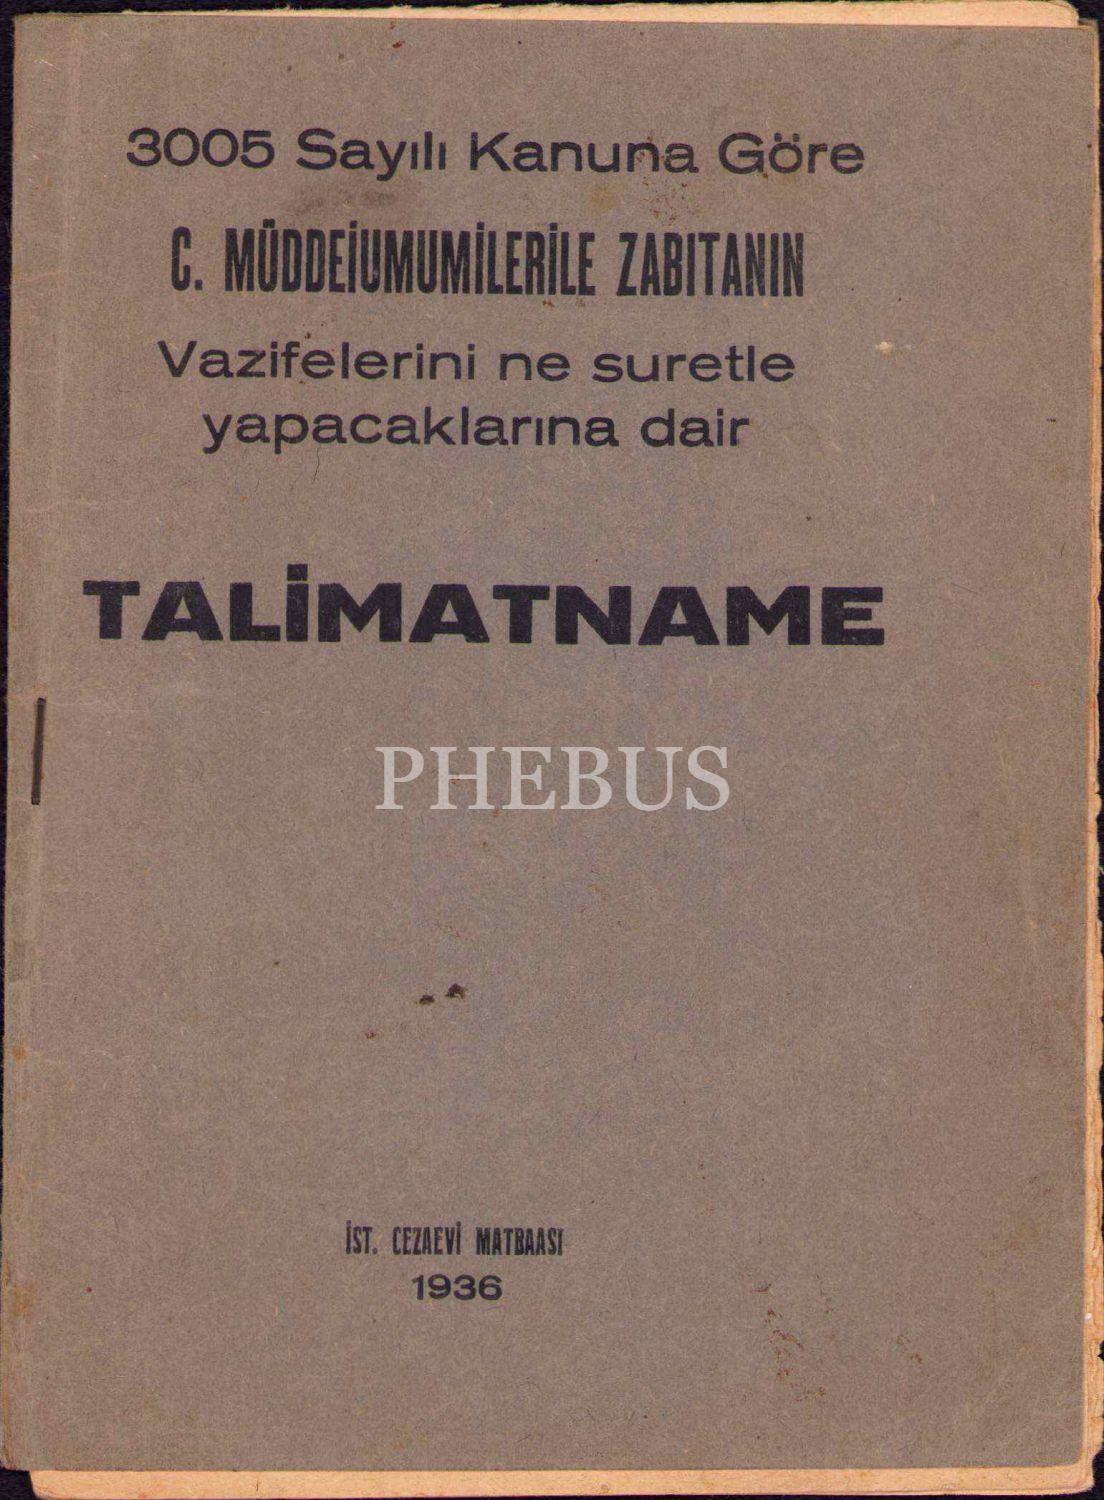 3005 Sayılı Kanuna Göre
C. MÜDDEİUMUMİLERİLE ZABITANIN
Vazifelerini ne suretle
yapacaklarına dair
TALİMATNAME
PHEBUS
İST. CEZAEVİ MATBAASI
1936